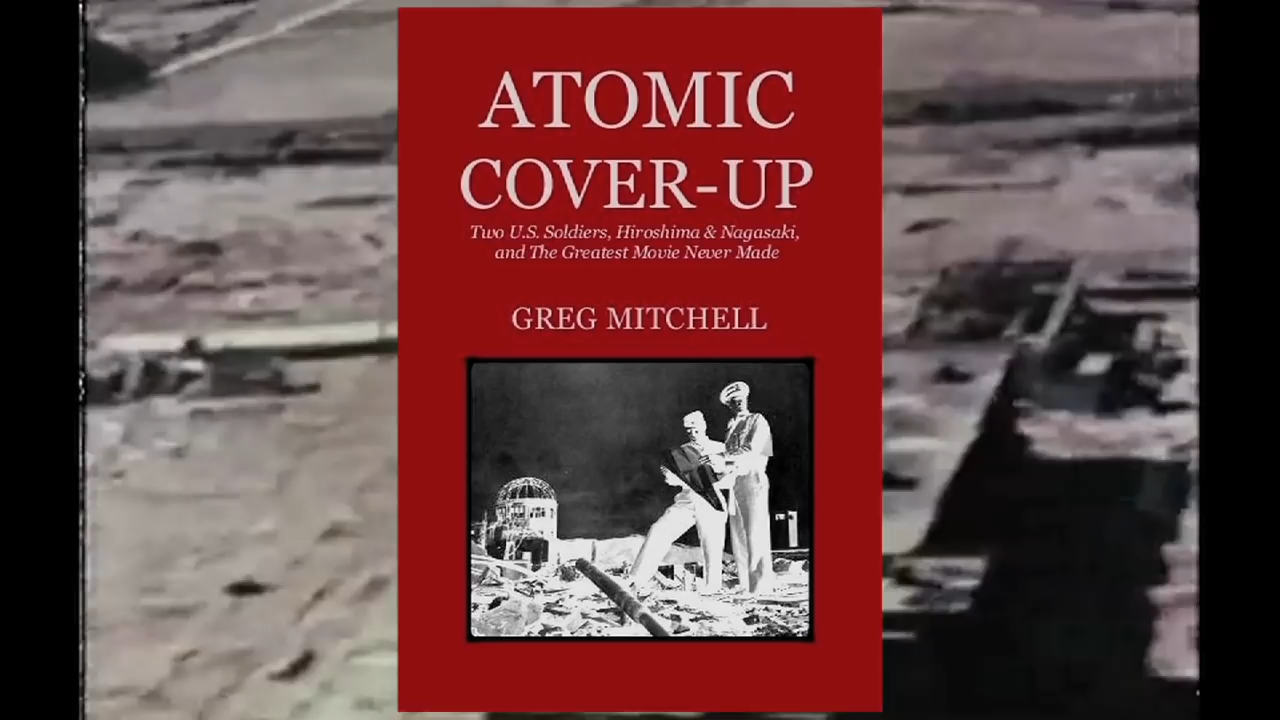 ATOMIC
COVER-UP
Two U.S. Soldiers, Hiroshima & Nagasaki,
and The Greatest Movie Never Made
GREG MITCHELL